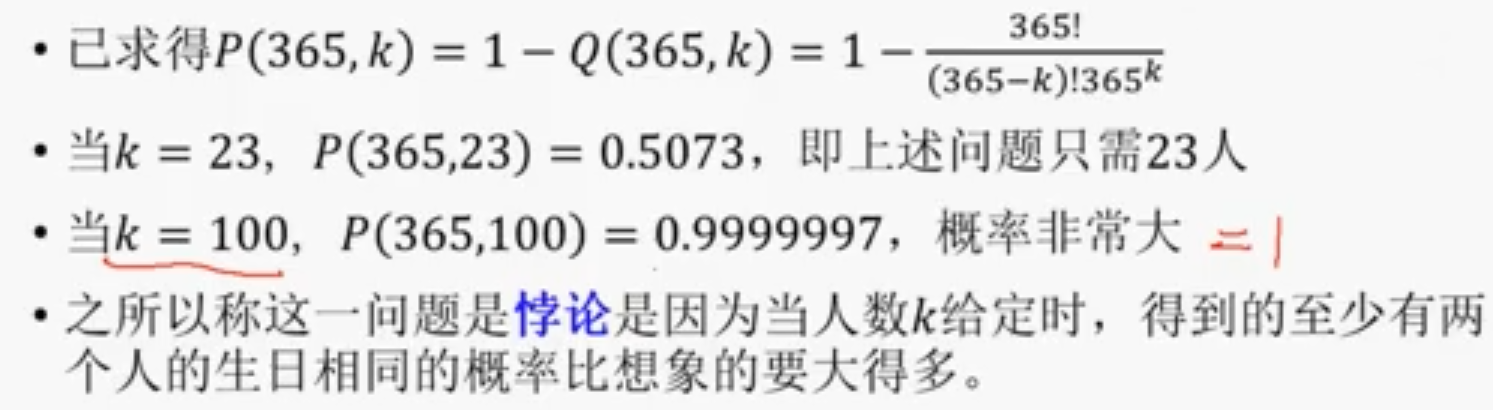 • 已求得P(365, k) = 1 − Q(365, k) = 1 − 365!/((365−k)!365^k)
• 当k = 23, P(365,23) = 0.5073，即上述问题只需23人
• 当k = 100, P(365,100) = 0.9999997，概率非常大 = 1
• 之所以称这一问题是悖论是因为当人数k给定时，得到的至少有两
个人的生日相同的概率比想象的要大得多。